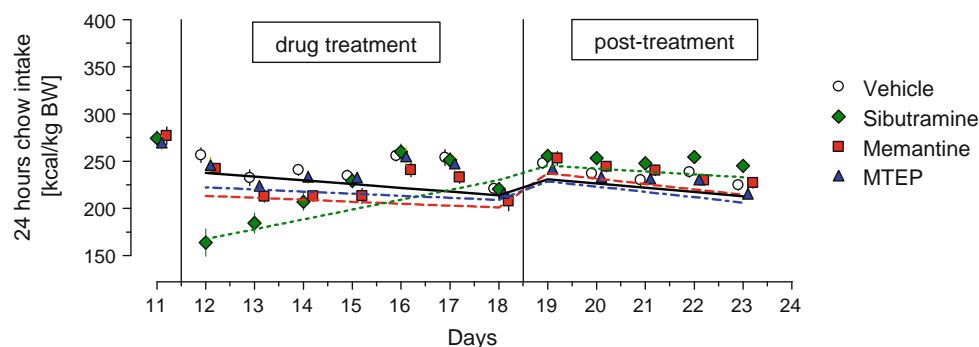 24 hours chow intake
[kcal/kg BW]
400
350
300
250
200
150
drug treatment
post-treatment
Vehicle
Sibutramine
Memantine
MTEP
11 12 13 14 15 16 17 18 19 20 21 22 23 24
Days